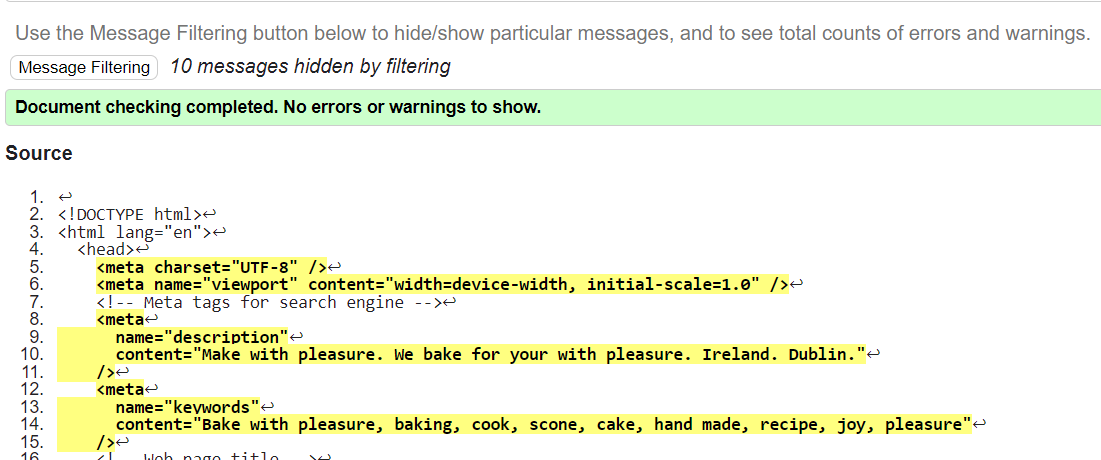 Use the Message Filtering button below to hide/show particular messages, and to see total counts of errors and warnings.
Message Filtering 10 messages hidden by filtering
Document checking completed. No errors or warnings to show.
Source
1. ↩
2. <!DOCTYPE html>↩
3. <html lang="en">↩
4. <head>↩
5. <meta charset="UTF-8" />↩
6. <meta name="viewport" content="width=device-width, initial-scale=1.0" />↩
7. <!-- Meta tags for search engine -->↩
8. <meta↩
9. name="description"↩
10. content="Make with pleasure. We bake for your with pleasure. Ireland. Dublin."↩
11. />↩
12. <meta↩
13. name="keywords"↩
14. content="Bake with pleasure, baking, cook, scone, cake, hand made, recipe, joy, pleasure"↩
15. />↩
16. <!-- Web page title -->↩